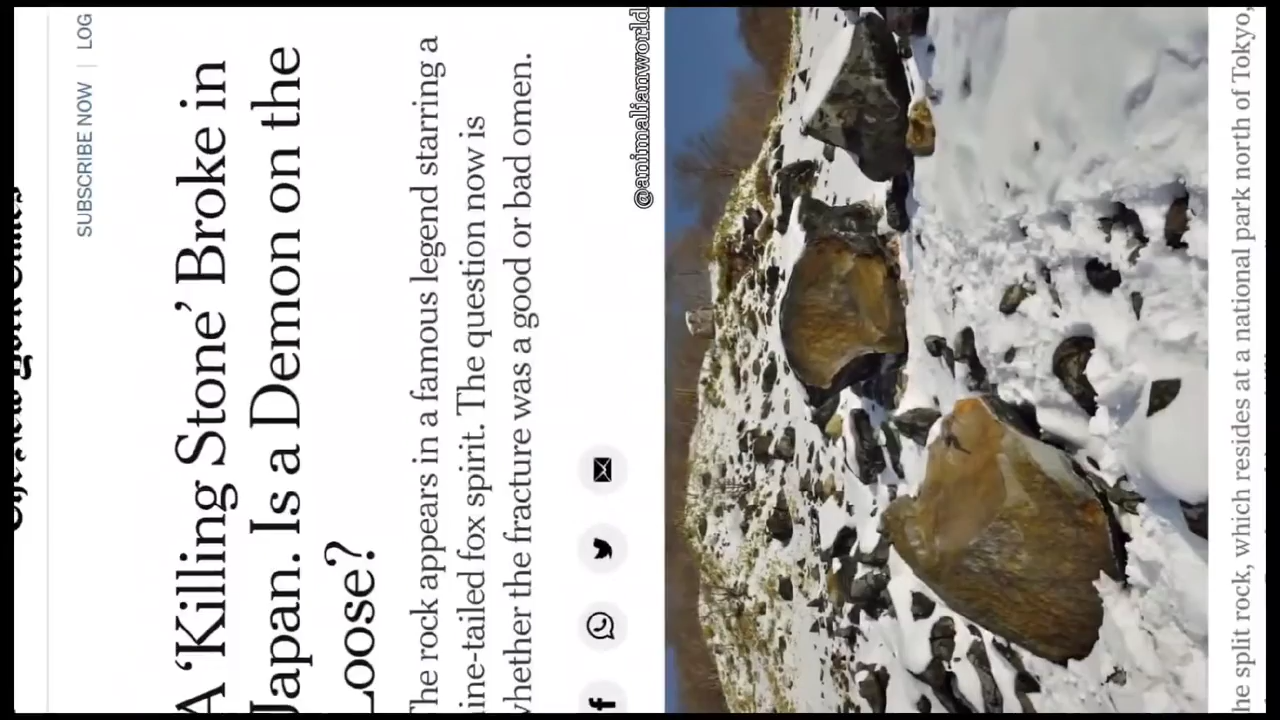 SUBSCRIBE NOW | LOG
A ‘Killing Stone’ Broke in
Japan. Is a Demon on the
Loose?
The rock appears in a famous legend starring a
nine-tailed fox spirit. The question now is
whether the fracture was a good or bad omen.
@animalianworld
The split rock, which resides at a national park north of Tokyo,